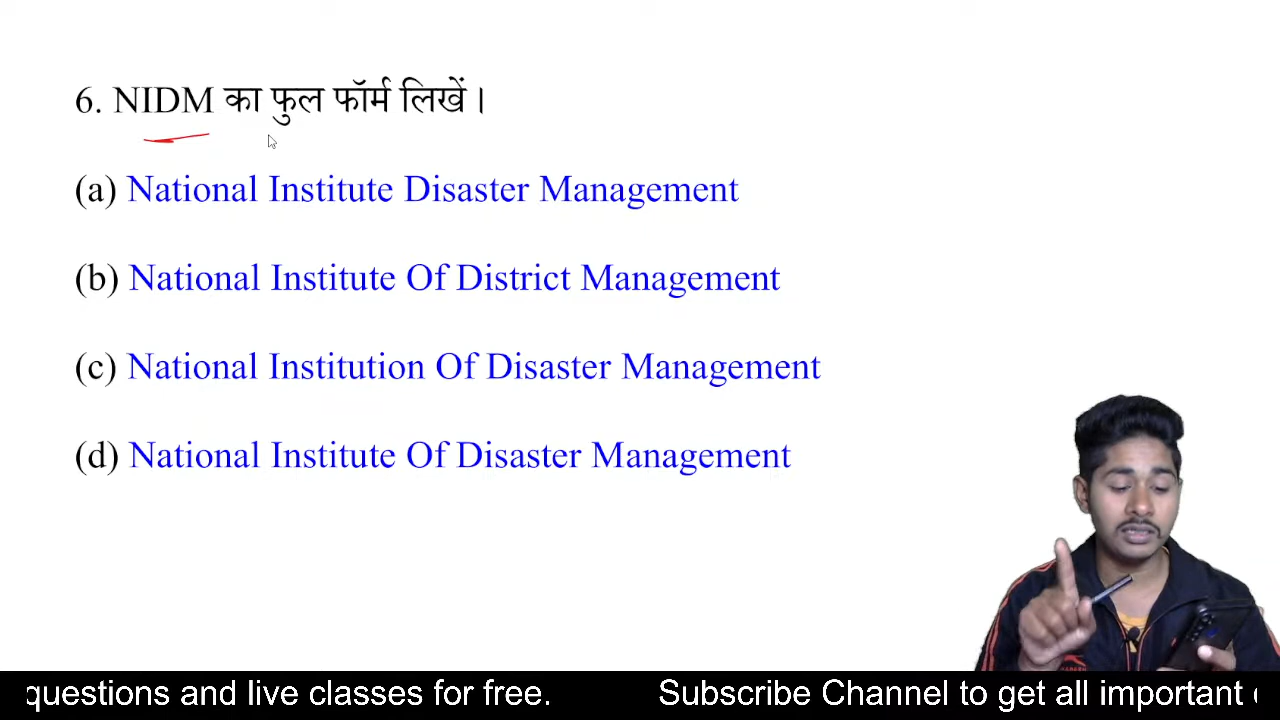 6. NIDM का फुल फॉर्म लिखें।
(a) National Institute Disaster Management
(b) National Institute Of District Management
(c) National Institution Of Disaster Management
(d) National Institute Of Disaster Management
questions and live classes for free. Subscribe Channel to get all important